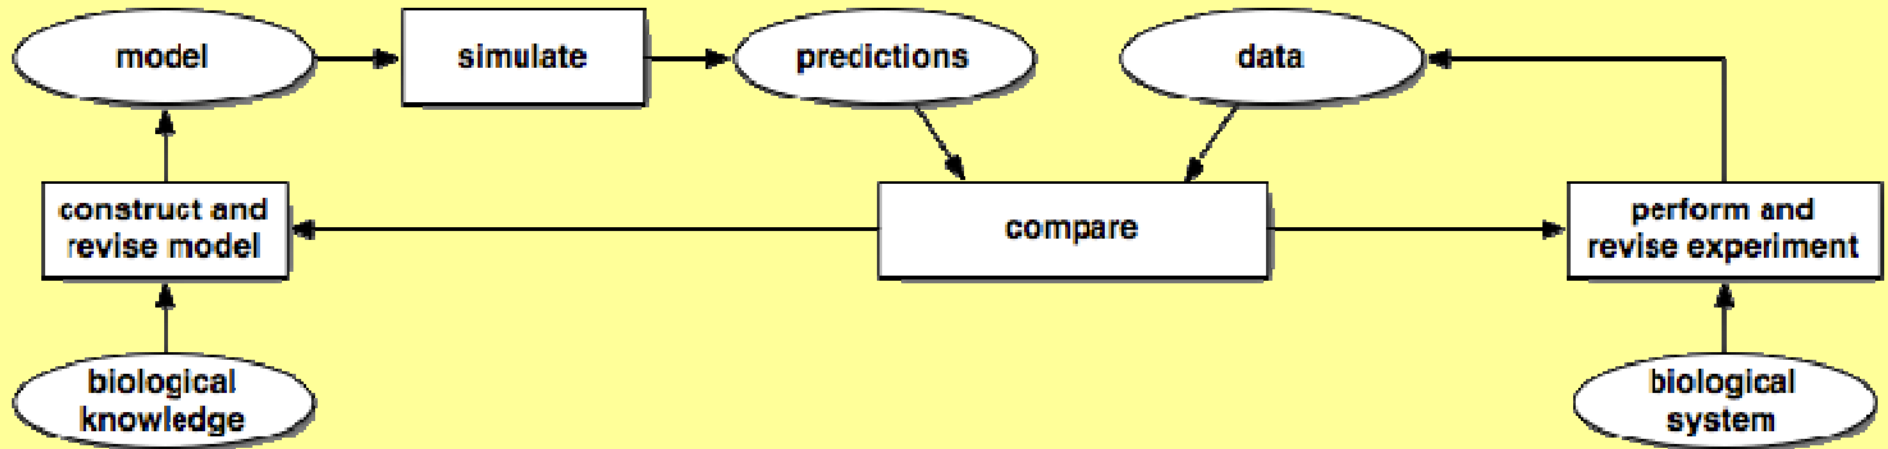 model
simulate
predictions
data
construct and
revise model
compare
perform and
revise experiment
biological
knowledge
biological
system